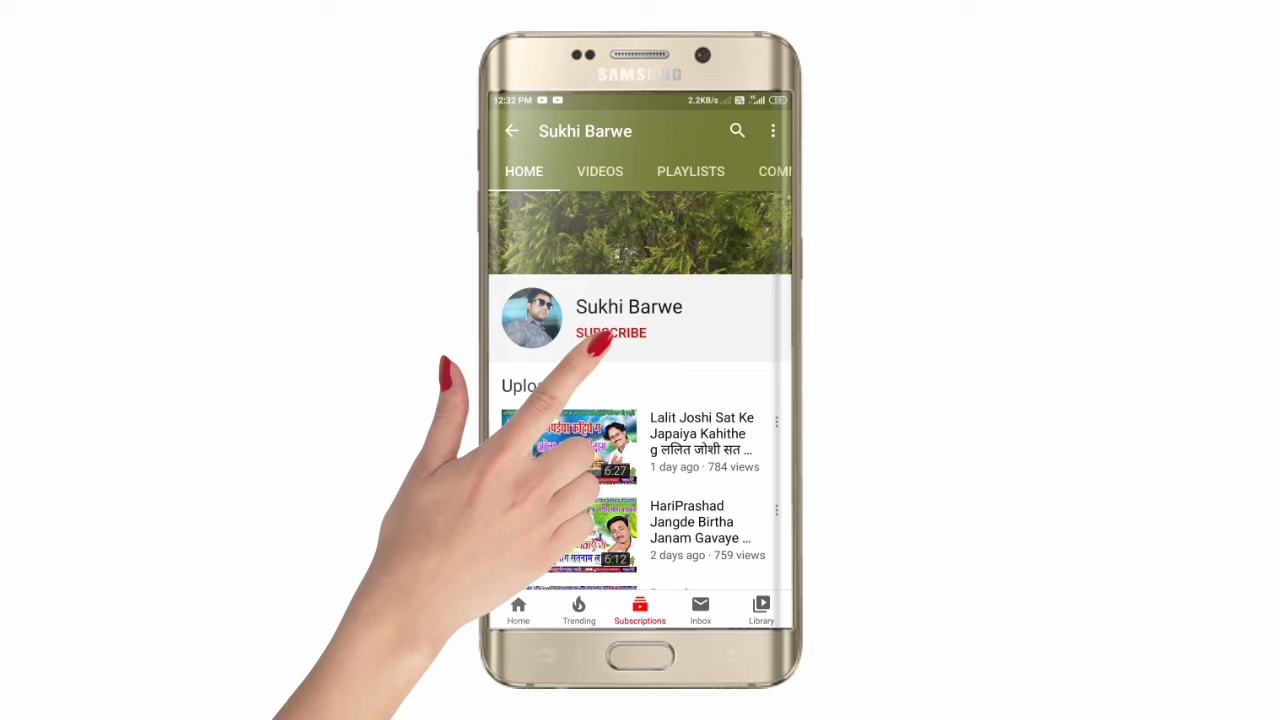 SAMSUNG
12:32 PM 2.2KB/s
Sukhi Barwe
HOME VIDEOS PLAYLISTS COMI
Sukhi Barwe
SUBSCRIBE
Uplo
Lalit Joshi Sat Ke
Japaiya Kahithe
g ललित जोशी सत ...
1 day ago · 784 views
6:27
HariPrashad
Jangde Birtha
Janam Gavaye ...
2 days ago · 759 views
सतनाम
6:12
Home Trending Subscriptions Inbox Library